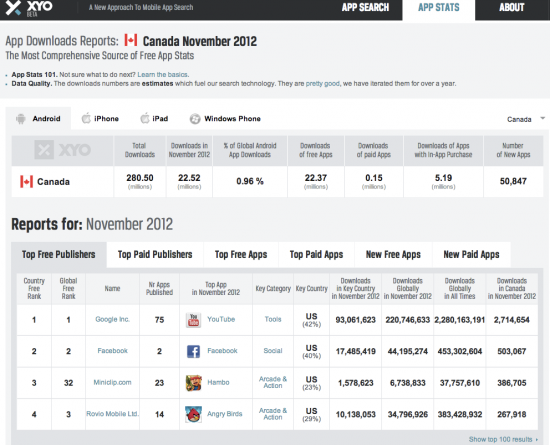 XYO
BETA
A New Approach To Mobile App Search
APP SEARCH
APP STATS
ABOUT
App Downloads Reports: Canada November 2012
The Most Comprehensive Source of Free App Stats
• App Stats 101. Not sure what to do next? Learn the basics.
• Data Quality. The downloads numbers are estimates which fuel our search technology. They are pretty good, we have iterated them for over a year.
Android iPhone iPad Windows Phone Canada
XYO
Total Downloads
Downloads in November 2012
% of Global Android App Downloads
Downloads of free Apps
Downloads of paid Apps
Downloads of Apps with In-App Purchase
Number of New Apps
Canada 280.50 (millions) 22.52 (millions) 0.96 % 22.37 (millions) 0.15 (millions) 5.19 (millions) 50,847
Reports for: November 2012
Top Free Publishers Top Paid Publishers Top Free Apps Top Paid Apps New Free Apps New Paid Apps
Country Free Rank
Global Free Rank
Name
Nr Apps Published
Top App in November 2012
Key Category
Key Country
Downloads in Key Country in November 2012
Downloads Globally in November 2012
Downloads Globally in All Times
Downloads in Canada in November 2012
1 1 Google Inc. 75 You Tube YouTube Tools US (42%) 93,061,623 220,746,633 2,280,163,191 2,714,654
2 2 Facebook 2 f Facebook Social US (40%) 17,485,419 44,195,274 453,302,604 503,067
3 32 Miniclip.com 23 Hambo Arcade & Action US (23%) 1,578,623 6,738,833 37,757,610 386,705
4 3 Rovio Mobile Ltd. 14 Angry Birds Arcade & Action US (29%) 10,138,053 34,796,926 383,428,932 267,918
Show top 100 results